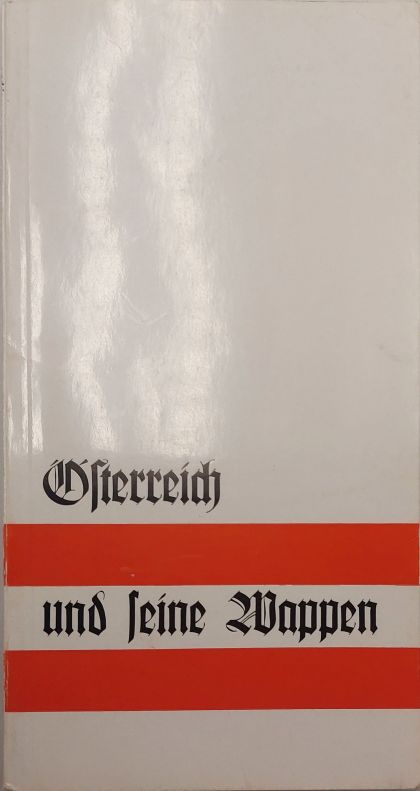 Öſterreich
und ſeine Wappen